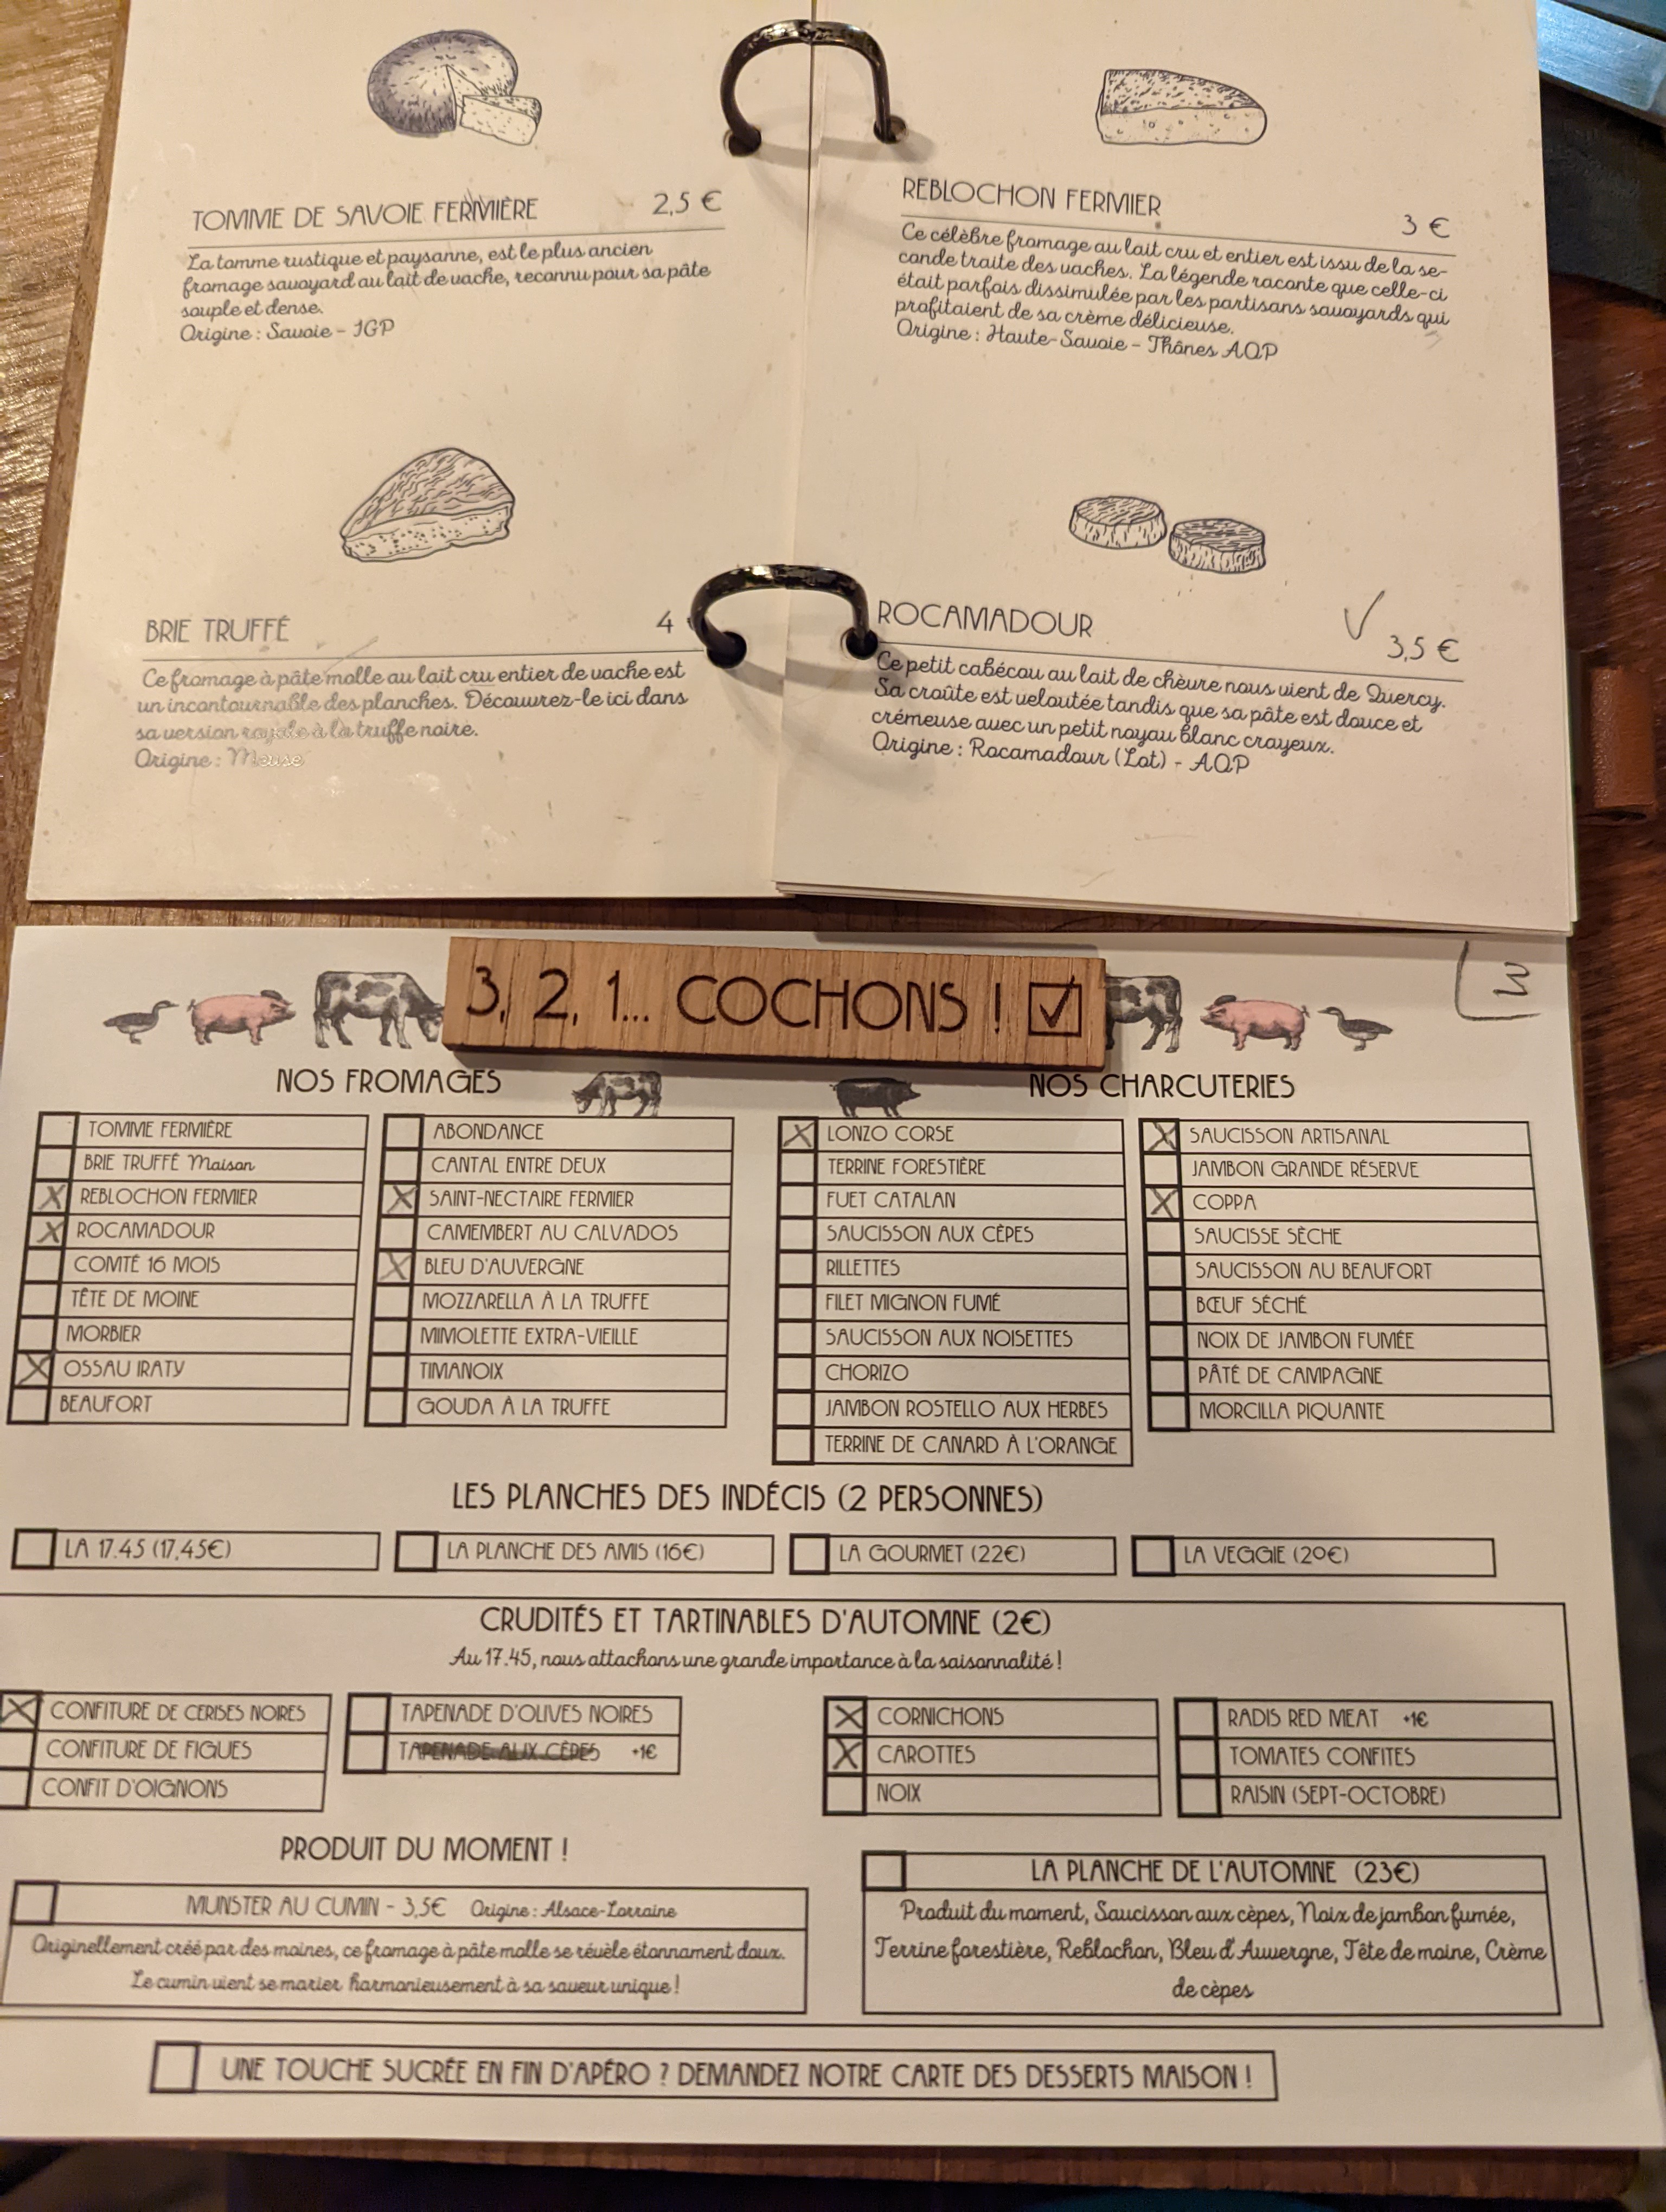 TOMME DE SAVOIE FERMIÈRE 2,5 €
La tomme rustique et paysanne, est le plus ancien
fromage savoyard au lait de vache, reconnu pour sa pâte
souple et dense.
Origine : Savoie - IGP
BRIE TRUFFÉ 4
Ce fromage à pâte molle au lait cru entier de vache est
un incontournable des planches. Découvrez-le ici dans
sa version royale à la truffe noire.
Origine : Meuse
REBLOCHON FERMIER
3 €
Ce célèbre fromage au lait cru et entier est issu de la se-
conde traite des vaches. La légende raconte que celle-ci
était parfois dissimulée par les partisans savoyards qui
profitaient de sa crème délicieuse.
Origine : Haute-Savoie - Thônes AOP
ROCAMADOUR
3,5 €
Ce petit cabécou au lait de chèvre nous vient de Quercy.
Sa croûte est veloutée tandis que sa pâte est douce et
crémeuse avec un petit noyau blanc crayeux.
Origine : Rocamadour (Lot) - AOP
3, 2, 1... COCHONS !
NOS FROMAGES
TOMME FERMIÈRE
BRIE TRUFFÉ Maison
REBLOCHON FERMIER
ROCAMADOUR
COMTÉ 16 MOIS
TÊTE DE MOINE
MORBIER
OSSAU IRATY
BEAUFORT
ABONDANCE
CANTAL ENTRE DEUX
SAINT-NECTAIRE FERMIER
CAMEMBERT AU CALVADOS
BLEU D'AUVERGNE
MOZZARELLA À LA TRUFFE
MIMOLETTE EXTRA-VIEILLE
TIMANOIX
GOUDA À LA TRUFFE
NOS CHARCUTERIES
LONZO CORSE
TERRINE FORESTIÈRE
FUET CATALAN
SAUCISSON AUX CÈPES
RILLETTES
FILET MIGNON FUMÉ
SAUCISSON AUX NOISETTES
CHORIZO
JAMBON ROSTELLO AUX HERBES
TERRINE DE CANARD À L'ORANGE
SAUCISSON ARTISANAL
JAMBON GRANDE RÉSERVE
COPPA
SAUCISSE SÈCHE
SAUCISSON AU BEAUFORT
BŒUF SÉCHÉ
NOIX DE JAMBON FUMÉE
PÂTÉ DE CAMPAGNE
MORCILLA PIQUANTE
LES PLANCHES DES INDÉCIS (2 PERSONNES)
LA 17.45 (17,45€)
LA PLANCHE DES AMIS (16€)
LA GOURMET (22€)
LA VEGGIE (20€)
CRUDITÉS ET TARTINABLES D'AUTOMNE (2€)
Au 17.45, nous attachons une grande importance à la saisonnalité !
CONFITURE DE CERISES NOIRES
CONFITURE DE FIGUES
CONFIT D'OIGNONS
TAPENADE D'OLIVES NOIRES
TAPENADE AUX CÈPES +1€
CORNICHONS
CAROTTES
NOIX
RADIS RED MEAT +1€
TOMATES CONFITES
RAISIN (SEPT-OCTOBRE)
PRODUIT DU MOMENT !
MUNSTER AU CUMIN - 3,5€ Origine : Alsace-Lorraine
Originellement créé par des moines, ce fromage à pâte molle se révèle étonnament doux.
Le cumin vient se marier harmonieusement à sa saveur unique !
LA PLANCHE DE L'AUTOMNE (23€)
Produit du moment, Saucisson aux cèpes, Noix de jambon fumée,
Terrine forestière, Reblochon, Bleu d'Auvergne, Tête de moine, Crème
de cèpes
UNE TOUCHE SUCRÉE EN FIN D'APÉRO ? DEMANDEZ NOTRE CARTE DES DESSERTS MAISON !